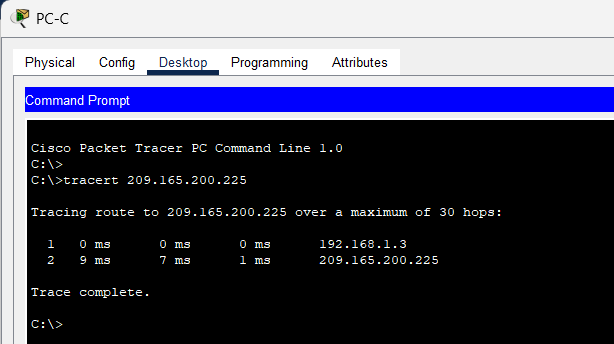 PC-C
Physical Config Desktop Programming Attributes
Command Prompt
Cisco Packet Tracer PC Command Line 1.0
C:\>
C:\>tracert 209.165.200.225
Tracing route to 209.165.200.225 over a maximum of 30 hops:
1 0 ms 0 ms 0 ms 192.168.1.3
2 9 ms 7 ms 1 ms 209.165.200.225
Trace complete.
C:\>